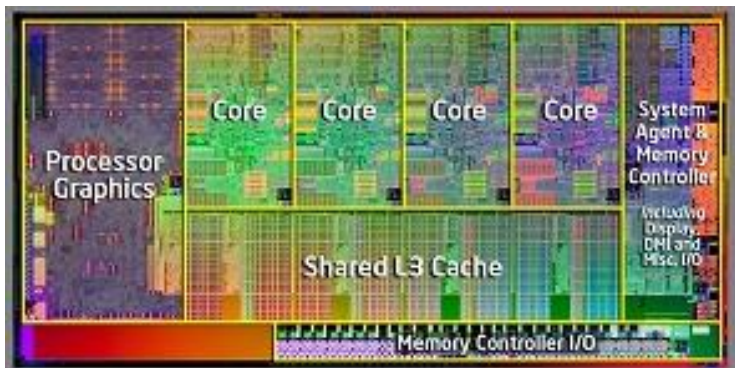 Processor
Graphics
Core
Core
Core
Core
System
Agent &
Memory
Controller
Including
Display,
DMI and
Misc. I/O
Shared L3 Cache
Memory Controller I/O